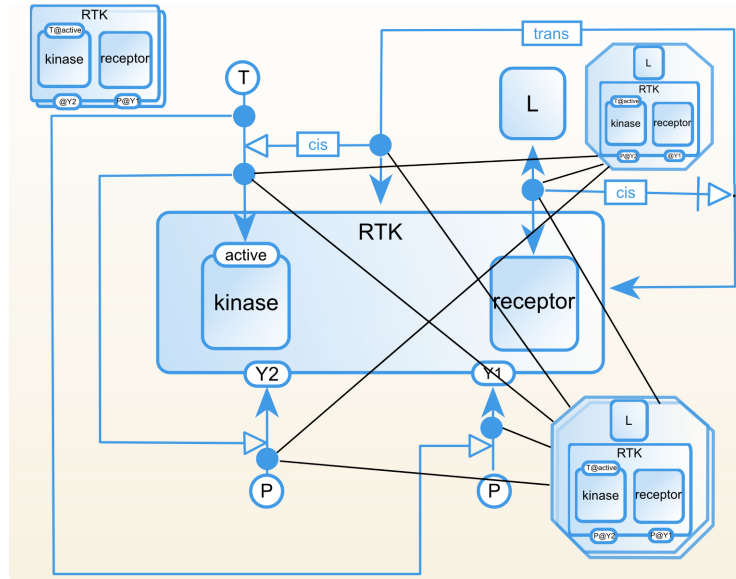 RTK
T@active
kinase
receptor
@Y2
P@Y1
trans
T
L
cis
L
RTK
T@active
kinase
receptor
P@Y2
@Y1
cis
RTK
active
kinase
receptor
Y2
Y1
P
P
L
RTK
T@active
kinase
receptor
P@Y2
P@Y1